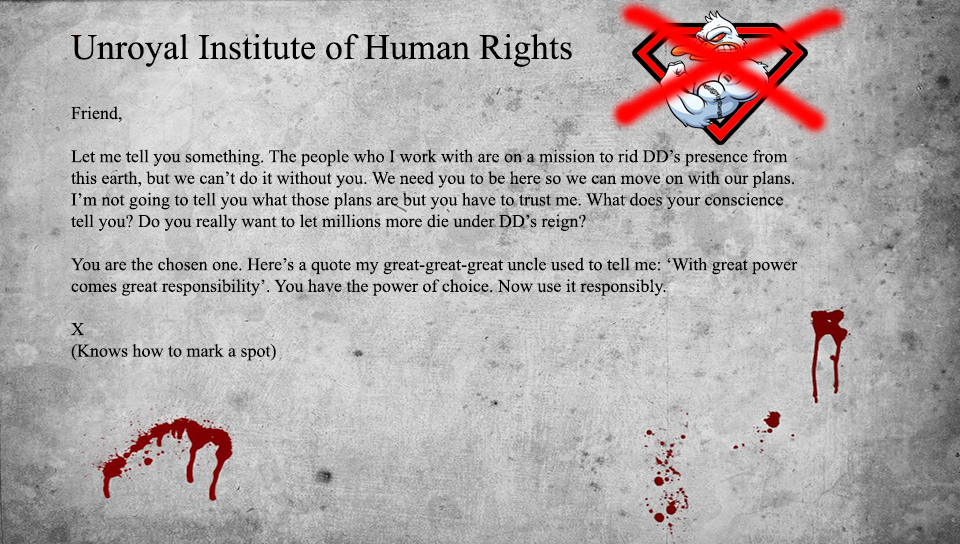 Unroyal Institute of Human Rights
Friend,
Let me tell you something. The people who I work with are on a mission to rid DD’s presence from
this earth, but we can’t do it without you. We need you to be here so we can move on with our plans.
I’m not going to tell you what those plans are but you have to trust me. What does your conscience
tell you? Do you really want to let millions more die under DD’s reign?
You are the chosen one. Here’s a quote my great-great-great uncle used to tell me: ‘With great power
comes great responsibility’. You have the power of choice. Now use it responsibly.
X
(Knows how to mark a spot)